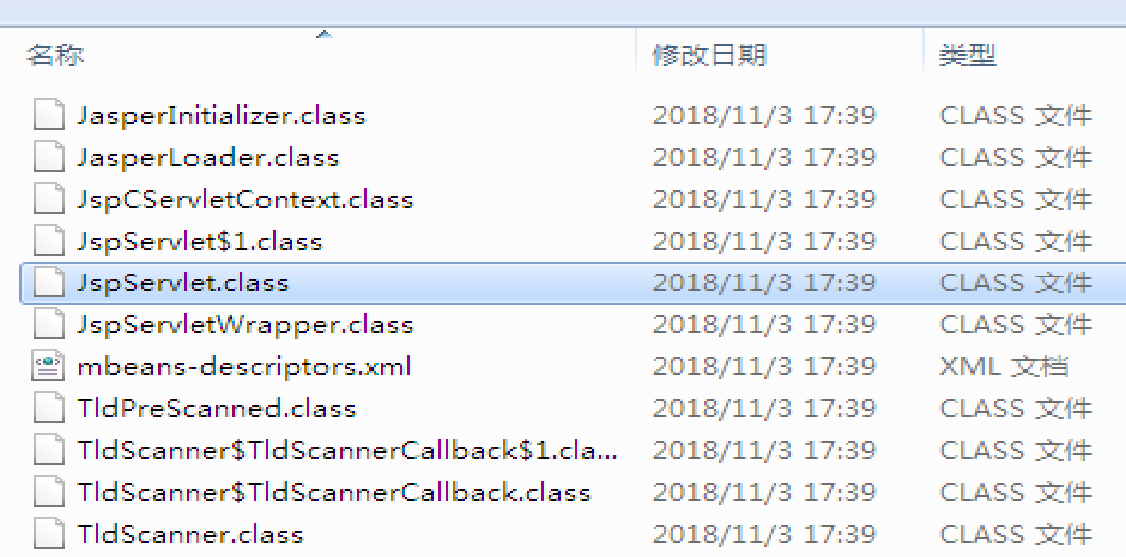 名称 修改日期 类型
JasperInitializer.class 2018/11/3 17:39 CLASS 文件
JasperLoader.class 2018/11/3 17:39 CLASS 文件
JspCServletContext.class 2018/11/3 17:39 CLASS 文件
JspServlet$1.class 2018/11/3 17:39 CLASS 文件
JspServlet.class 2018/11/3 17:39 CLASS 文件
JspServletWrapper.class 2018/11/3 17:39 CLASS 文件
mbeans-descriptors.xml 2018/11/3 17:39 XML 文档
TldPreScanned.class 2018/11/3 17:39 CLASS 文件
TldScanner$TldScannerCallback$1.cla... 2018/11/3 17:39 CLASS 文件
TldScanner$TldScannerCallback.class 2018/11/3 17:39 CLASS 文件
TldScanner.class 2018/11/3 17:39 CLASS 文件